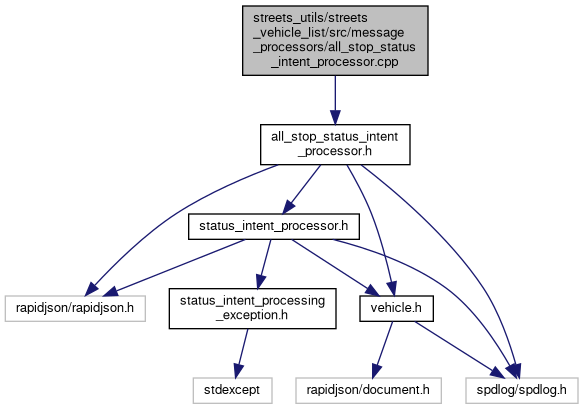 streets_utils/streets
_vehicle_list/src/message
_processors/all_stop_status
_intent_processor.cpp
all_stop_status_intent
_processor.h
status_intent_processor.h
rapidjson/rapidjson.h
status_intent_processing
_exception.h
vehicle.h
stdexcept
rapidjson/document.h
spdlog/spdlog.h